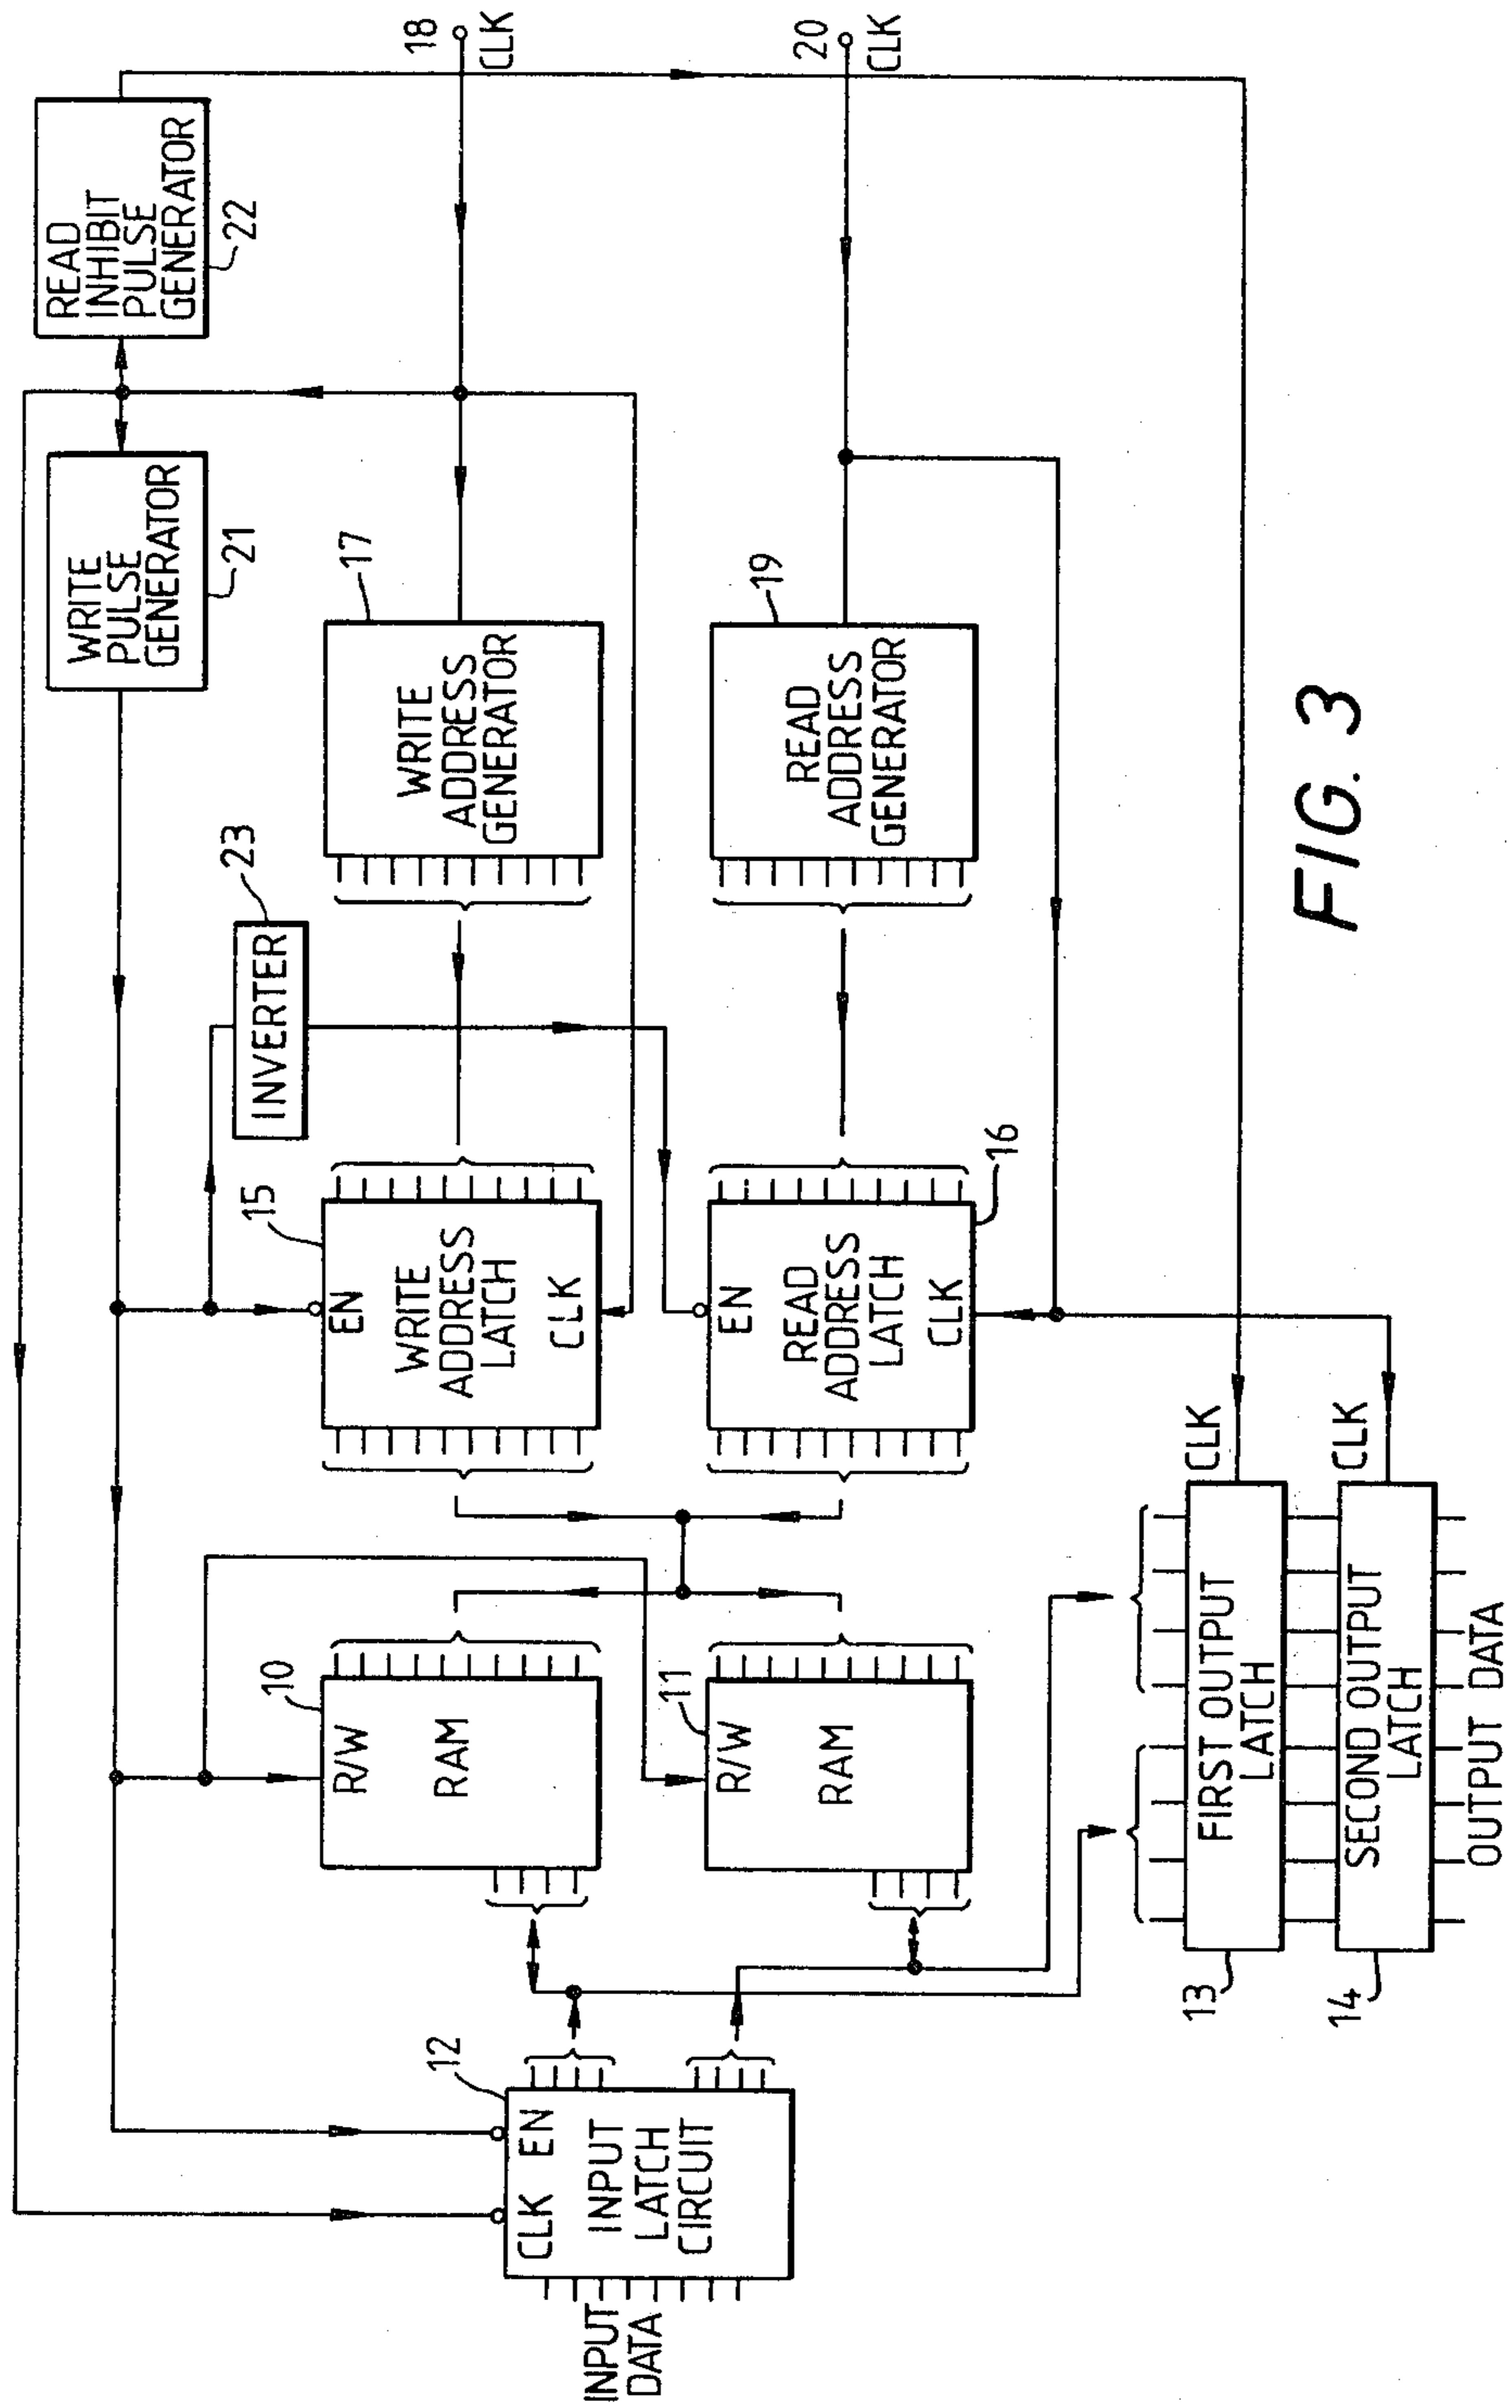 READ
INHIBIT
PULSE
GENERATOR
22
WRITE
PULSE
GENERATOR
21
18
CLK
20
CLK
INVERTER
23
WRITE
ADDRESS
GENERATOR
17
READ
ADDRESS
GENERATOR
19
15
EN
WRITE
ADDRESS
LATCH
CLK
16
EN
READ
ADDRESS
LATCH
CLK
10
R/W
RAM
11
R/W
RAM
12
CLK EN
INPUT
LATCH
CIRCUIT
INPUT
DATA
CLK
FIRST OUTPUT
LATCH
13
CLK
SECOND OUTPUT
LATCH
14
OUTPUT DATA
FIG. 3